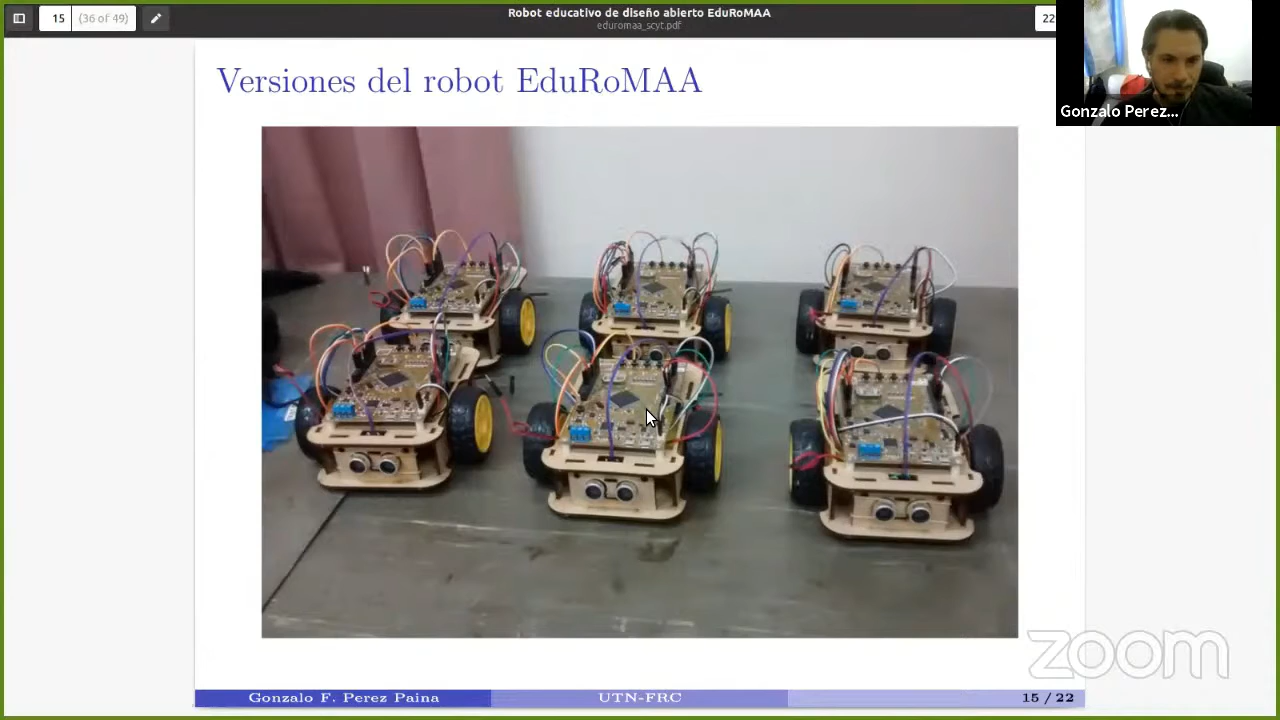 15 (36 of 49)
Robot educativo de diseño abierto EduRoMAA
eduromaa_scyt.pdf
22
Gonzalo Perez...
Versiones del robot EduRoMAA
zoom
Gonzalo F. Perez Paina UTN-FRC 15 / 22